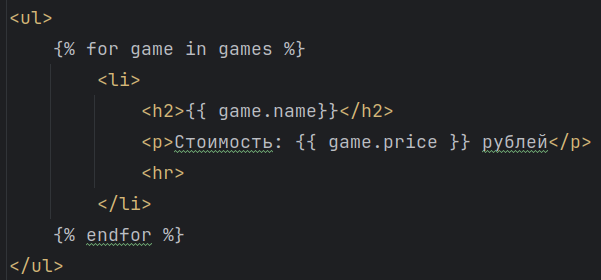 <ul>
{% for game in games %}
<li>
<h2>{{ game.name}}</h2>
<p>Стоимость: {{ game.price }} рублей</p>
<hr>
</li>
{% endfor %}
</ul>